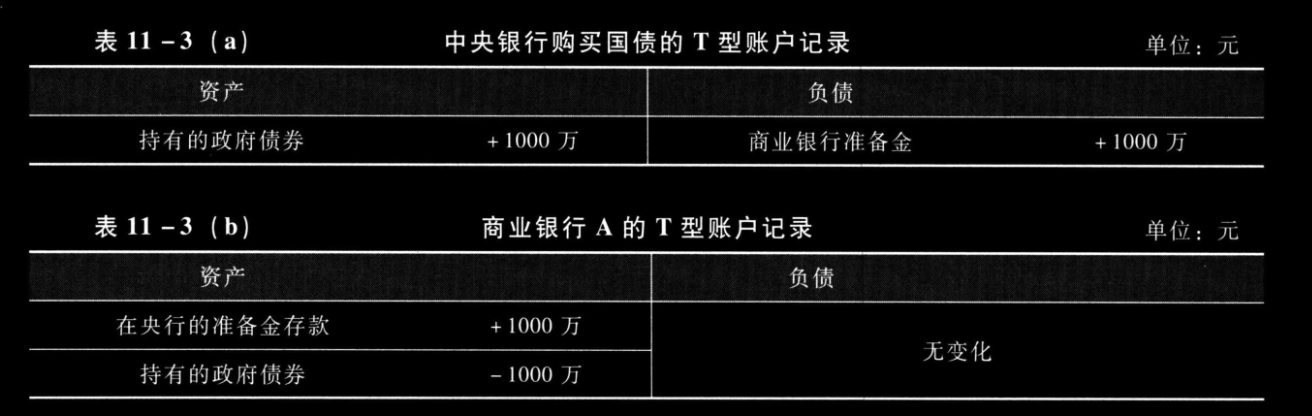 表 11-3 (a) 中央银行购买国债的 T 型账户记录 单位：元
资产 负债
持有的政府债券 +1000 万 商业银行准备金 +1000 万
表 11-3 (b) 商业银行 A 的 T 型账户记录 单位：元
资产 负债
在央行的准备金存款 +1000 万
无变化
持有的政府债券 -1000 万